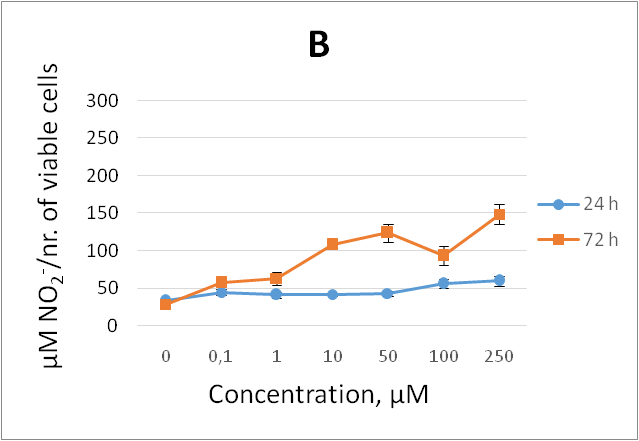 B
µM NO₂⁻/nr. of viable cells
300
250
200
150
100
50
0
0 0,1 1 10 50 100 250
Concentration, µM
24 h
72 h